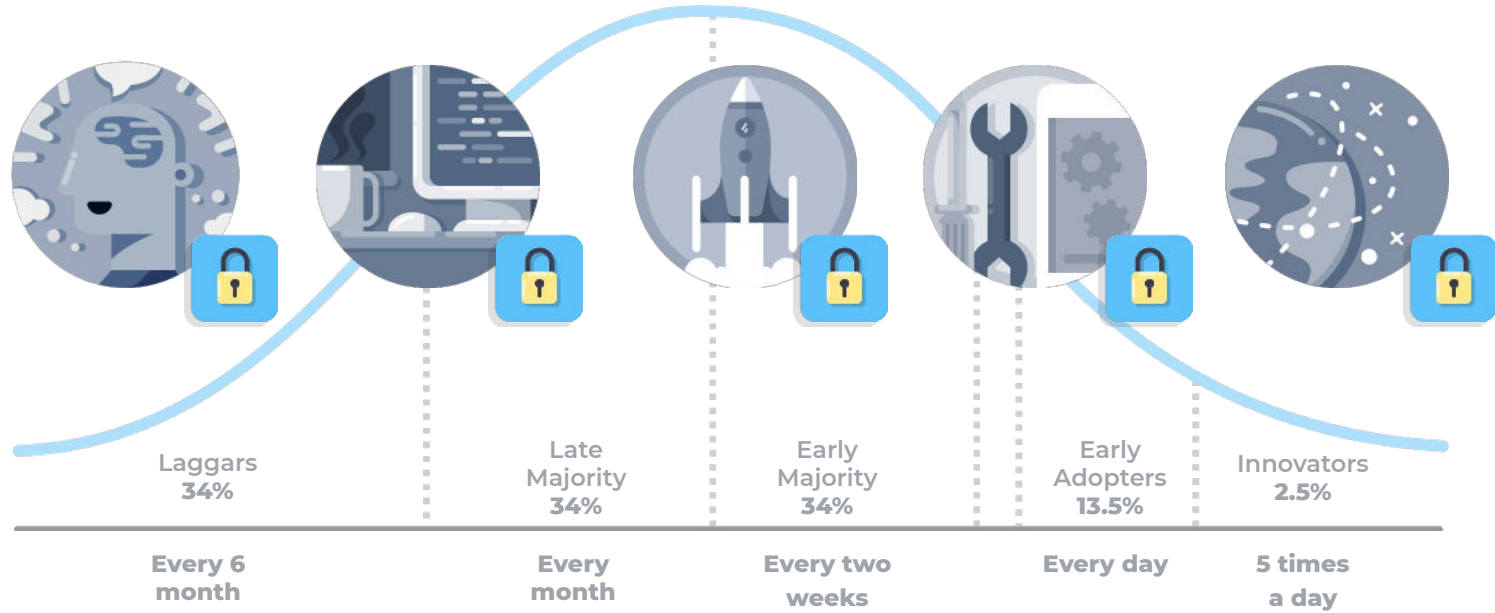 Laggars
34%
Late
Majority
34%
Early
Majority
34%
Early
Adopters
13.5%
Innovators
2.5%
Every 6
month
Every
month
Every two
weeks
Every day
5 times
a day